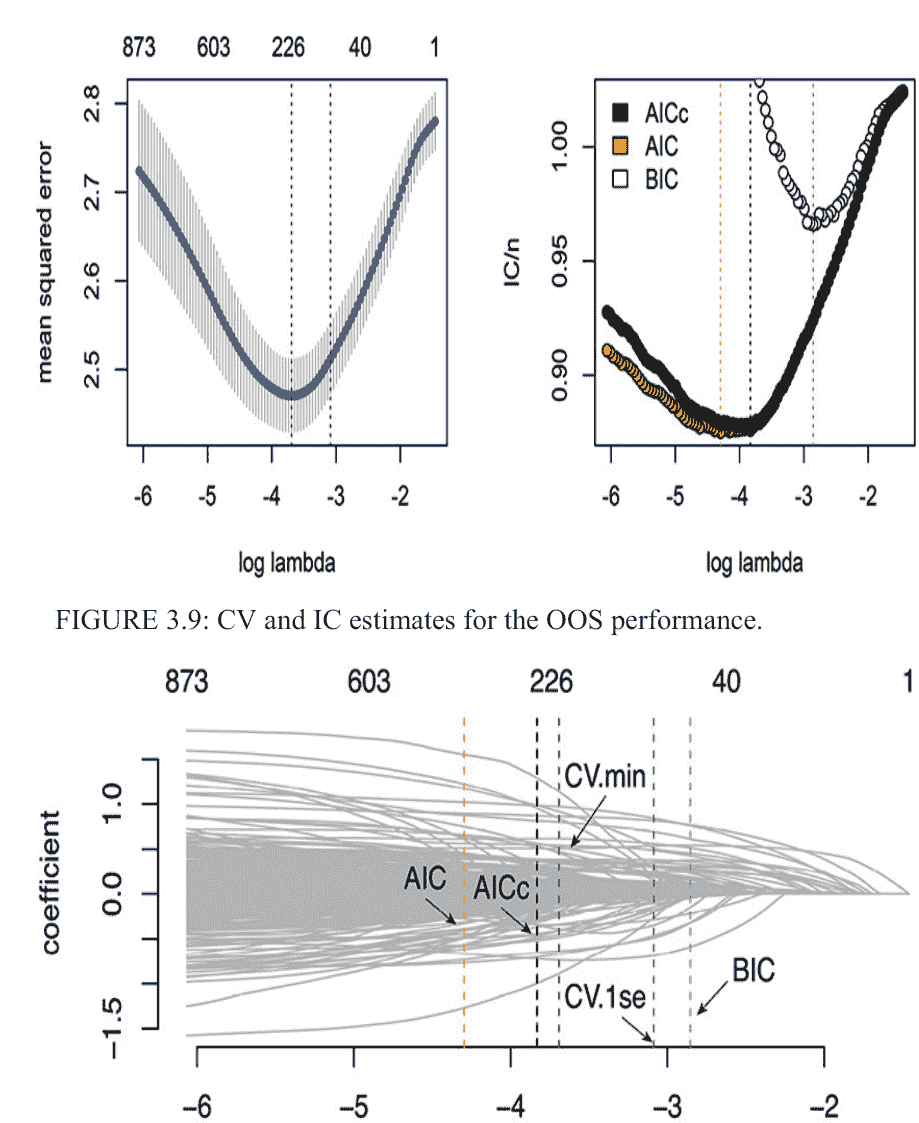 873 603 226 40 1
mean squared error
2.8
2.7
2.6
2.5
-6 -5 -4 -3 -2
log lambda
AICc
AIC
BIC
IC/n
1.00
0.95
0.90
-6 -5 -4 -3 -2
log lambda
FIGURE 3.9: CV and IC estimates for the OOS performance.
873 603 226 40 1
coefficient
1.0
0.0
−1.5
CV.min
AIC
AICc
CV.1se
BIC
−6 −5 −4 −3 −2